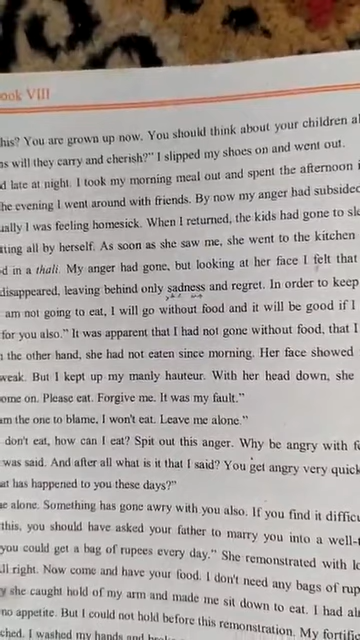 ook VIII
his? You are grown up now. You should think about your children al
as will they carry and cherish?" I slipped my shoes on and went out.
d late at night. I took my morning meal out and spent the afternoon i
he evening I went around with friends. By now my anger had subsided
ually I was feeling homesick. When I returned, the kids had gone to sle
tting all by herself. As soon as she saw me, she went to the kitchen
d in a thali. My anger had gone, but looking at her face I felt that
disappeared, leaving behind only sadness and regret. In order to keep
am not going to eat, I will go without food and it will be good if I
for you also." It was apparent that I had not gone without food, that I
n the other hand, she had not eaten since morning. Her face showed
weak. But I kept up my manly hauteur. With her head down, she
ome on. Please eat. Forgive me. It was my fault."
am the one to blame, I won't eat. Leave me alone."
don't eat, how can I eat? Spit out this anger. Why be angry with fo
was said. And after all what is it that I said? You get angry very quick
at has happened to you these days?"
e alone. Something has gone awry with you also. If you find it difficu
this, you should have asked your father to marry you into a well-t
you could get a bag of rupees every day." She remonstrated with lo
ll right. Now come and have your food. I don't need any bags of rup
y she caught hold of my arm and made me sit down to eat. I had al
no appetite. But I could not hold before this remonstration. My
ched. I washed my hands and